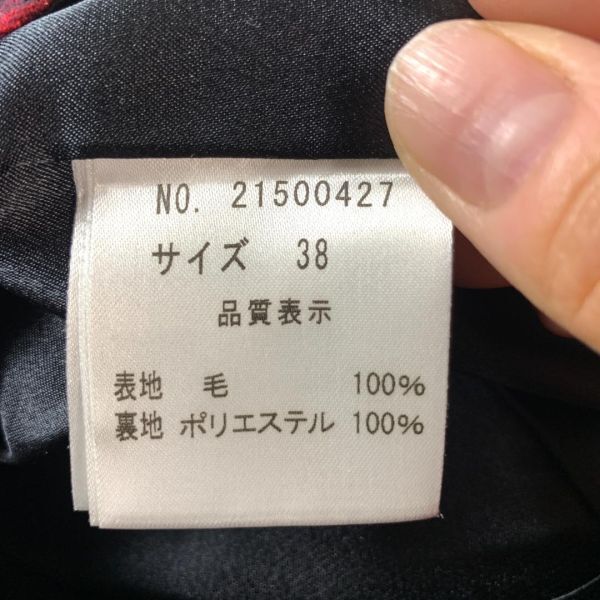 NO. 21500427
サイズ 38
品質表示
表地 毛 100%
裏地 ポリエステル 100%